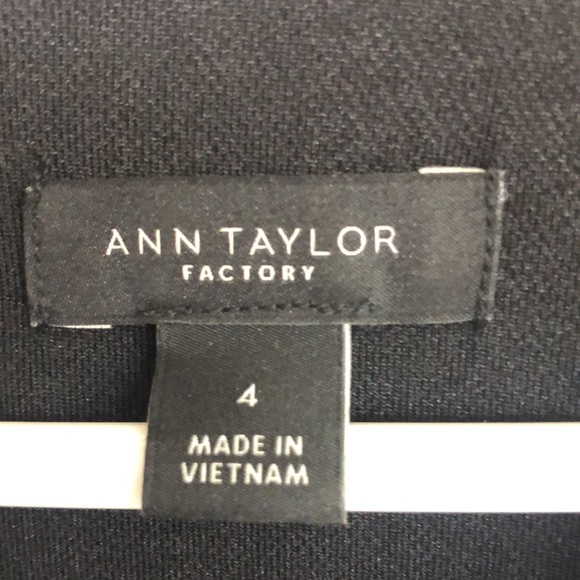 ANN TAYLOR
FACTORY
4
MADE IN
VIETNAM